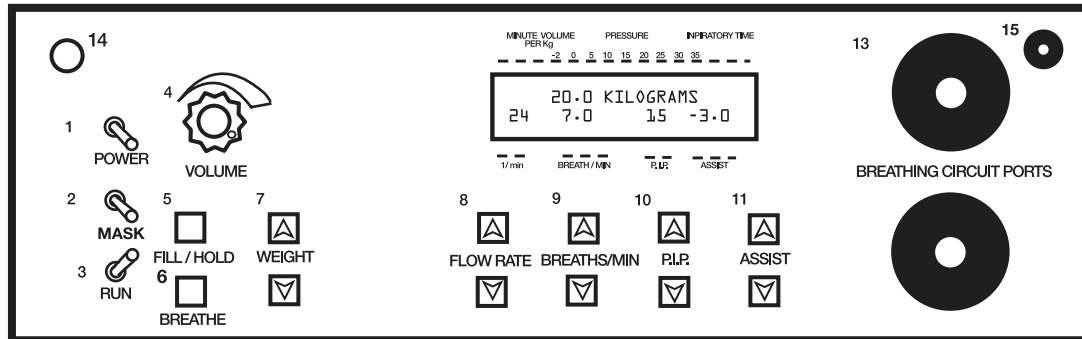 14
MINUTE VOLUME PER Kg
PRESSURE
INPIRATORY TIME
-2 0 5 10 15 20 25 30 35
13
15
4
20.0 KILOGRAMS
24 7.0 15 -3.0
1
POWER
VOLUME
1/ min
BREATH / MIN
P.I.P.
ASSIST
BREATHING CIRCUIT PORTS
2
MASK
5
FILL / HOLD
7
WEIGHT
8
FLOW RATE
9
BREATHS/MIN
10
P.I.P.
11
ASSIST
3
RUN
6
BREATHE